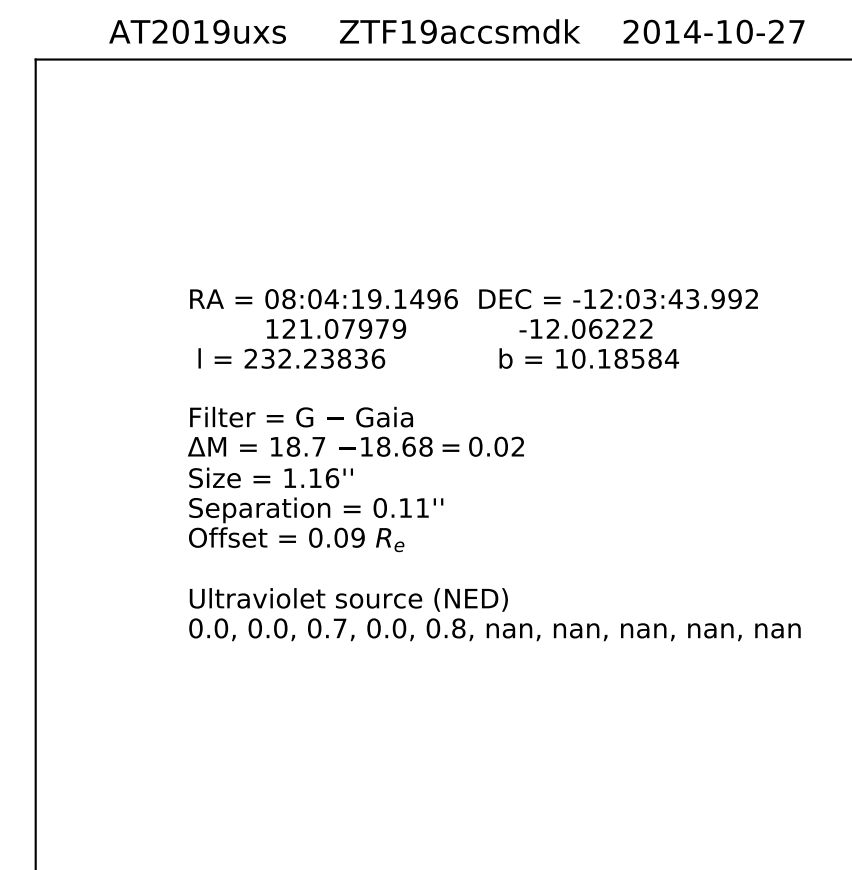 AT2019uxs ZTF19accsmdk 2014-10-27
RA = 08:04:19.1496 DEC = -12:03:43.992
121.07979 -12.06222
l = 232.23836 b = 10.18584
Filter = G − Gaia
ΔM = 18.7 −18.68 = 0.02
Size = 1.16''
Separation = 0.11''
Offset = 0.09 Rₑ
Ultraviolet source (NED)
0.0, 0.0, 0.7, 0.0, 0.8, nan, nan, nan, nan, nan